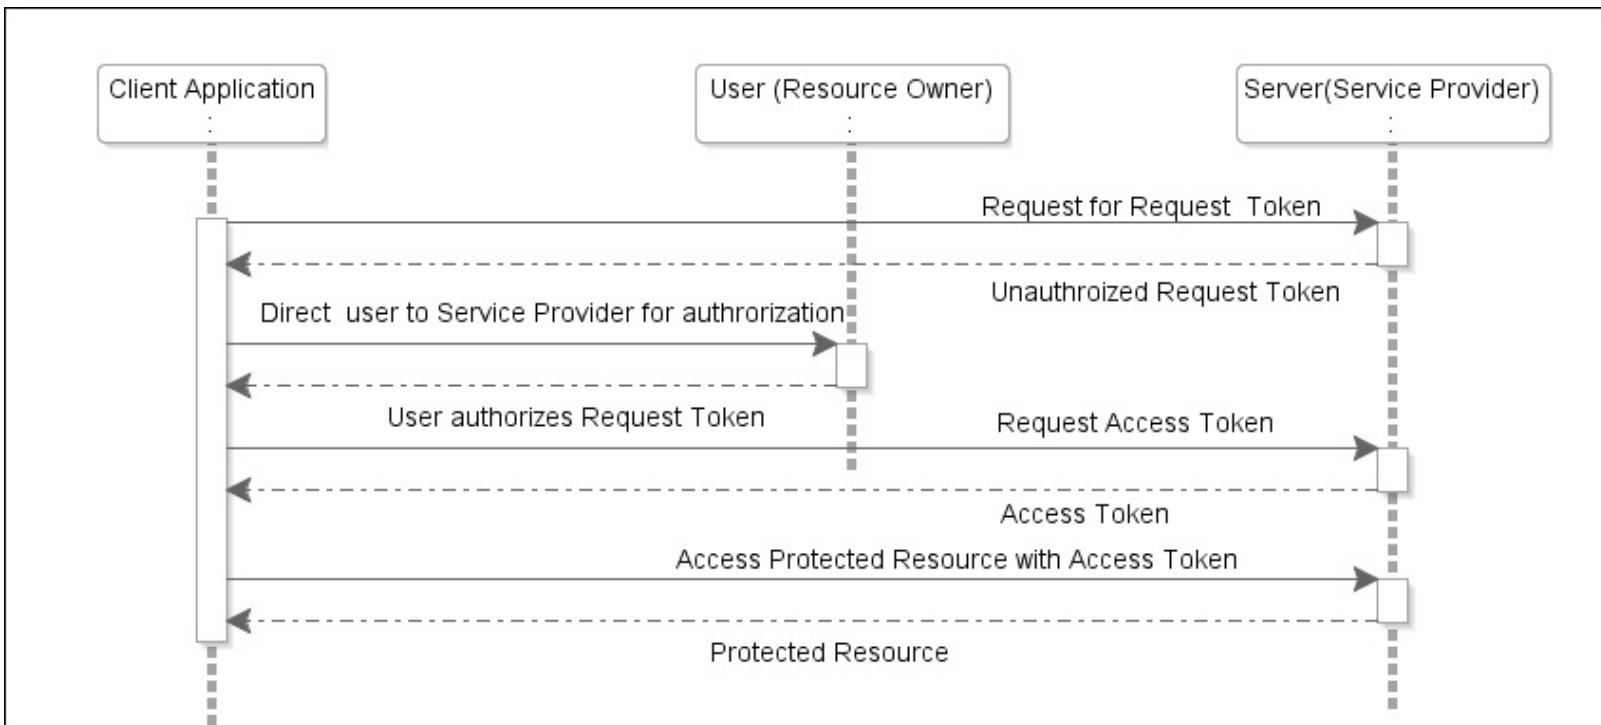 Client Application
User (Resource Owner)
Server(Service Provider)
Request for Request  Token
Unauthroized Request Token
Direct  user to Service Provider for authrorization
User authorizes Request Token
Request Access Token
Access Token
Access Protected Resource with Access Token
Protected Resource